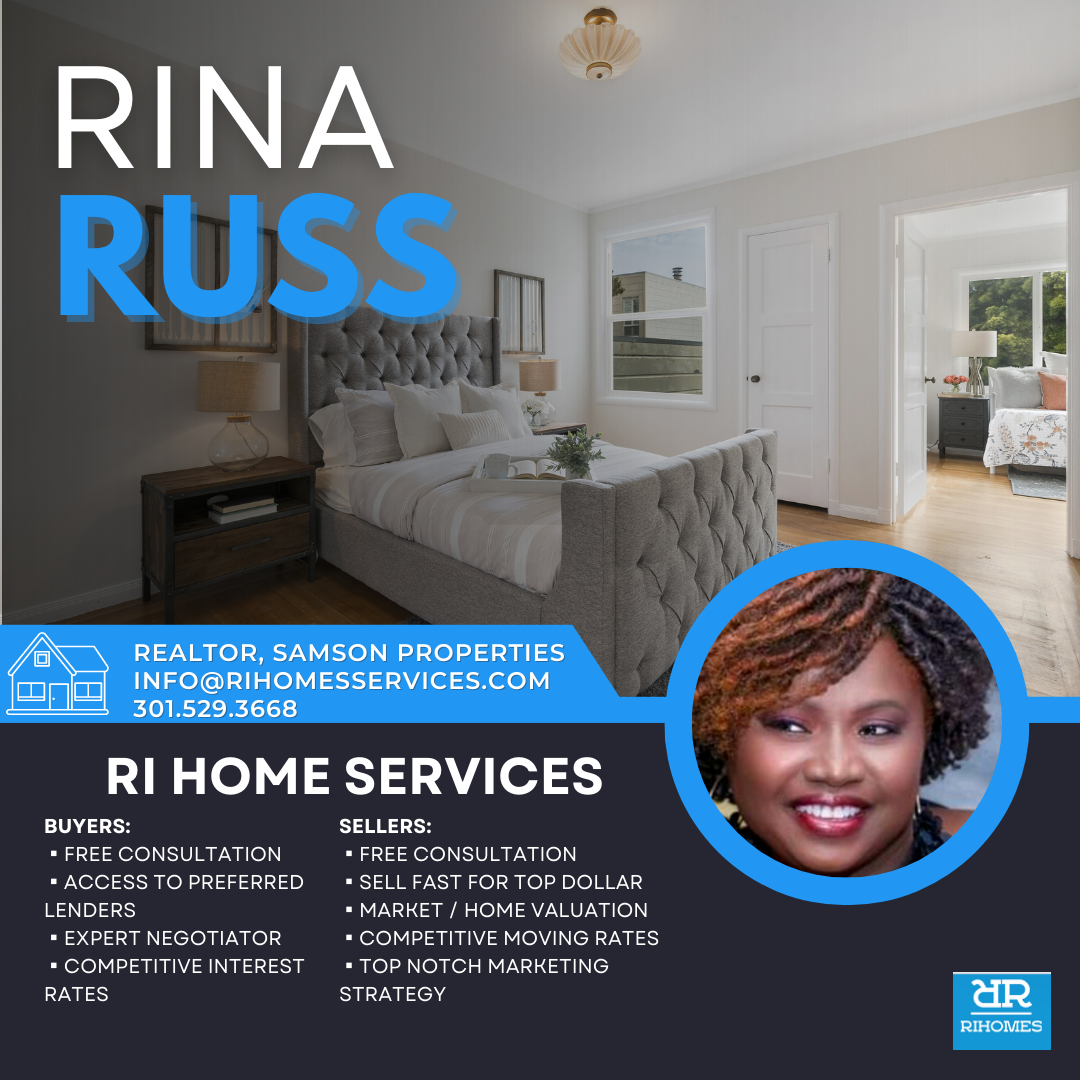 RINA
RUSS
REALTOR, SAMSON PROPERTIES
INFO@RIHOMESSERVICES.COM
301.529.3668
RI HOME SERVICES
BUYERS:
▪ FREE CONSULTATION
▪ ACCESS TO PREFERRED
LENDERS
▪ EXPERT NEGOTIATOR
▪ COMPETITIVE INTEREST
RATES
SELLERS:
▪ FREE CONSULTATION
▪ SELL FAST FOR TOP DOLLAR
▪ MARKET / HOME VALUATION
▪ COMPETITIVE MOVING RATES
▪ TOP NOTCH MARKETING
STRATEGY
RR
RIHOMES